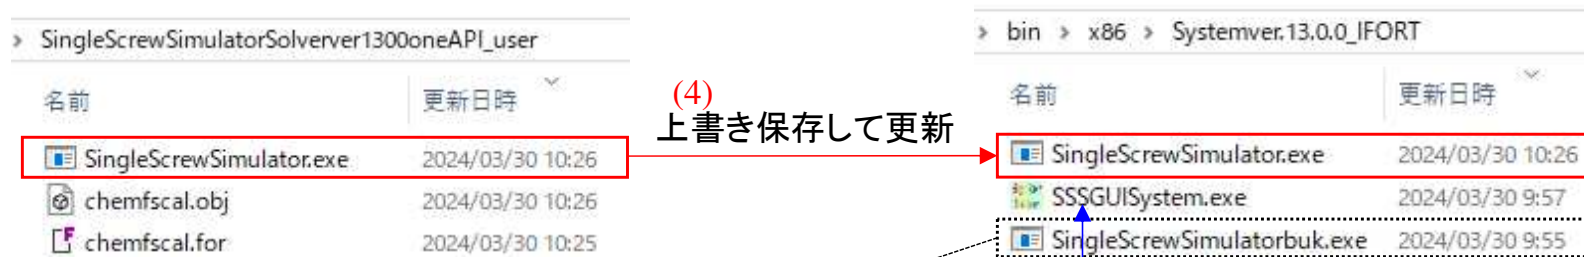 > SingleScrewSimulatorSolverver1300oneAPI_user
名前 更新日時
SingleScrewSimulator.exe 2024/03/30 10:26
chemfscal.obj 2024/03/30 10:26
chemfscal.for 2024/03/30 10:25
(4)
上書き保存して更新
> bin > x86 > Systemver.13.0.0_IFORT
名前 更新日時
SingleScrewSimulator.exe 2024/03/30 10:26
SSSGUISystem.exe 2024/03/30 9:57
SingleScrewSimulatorbuk.exe 2024/03/30 9:55